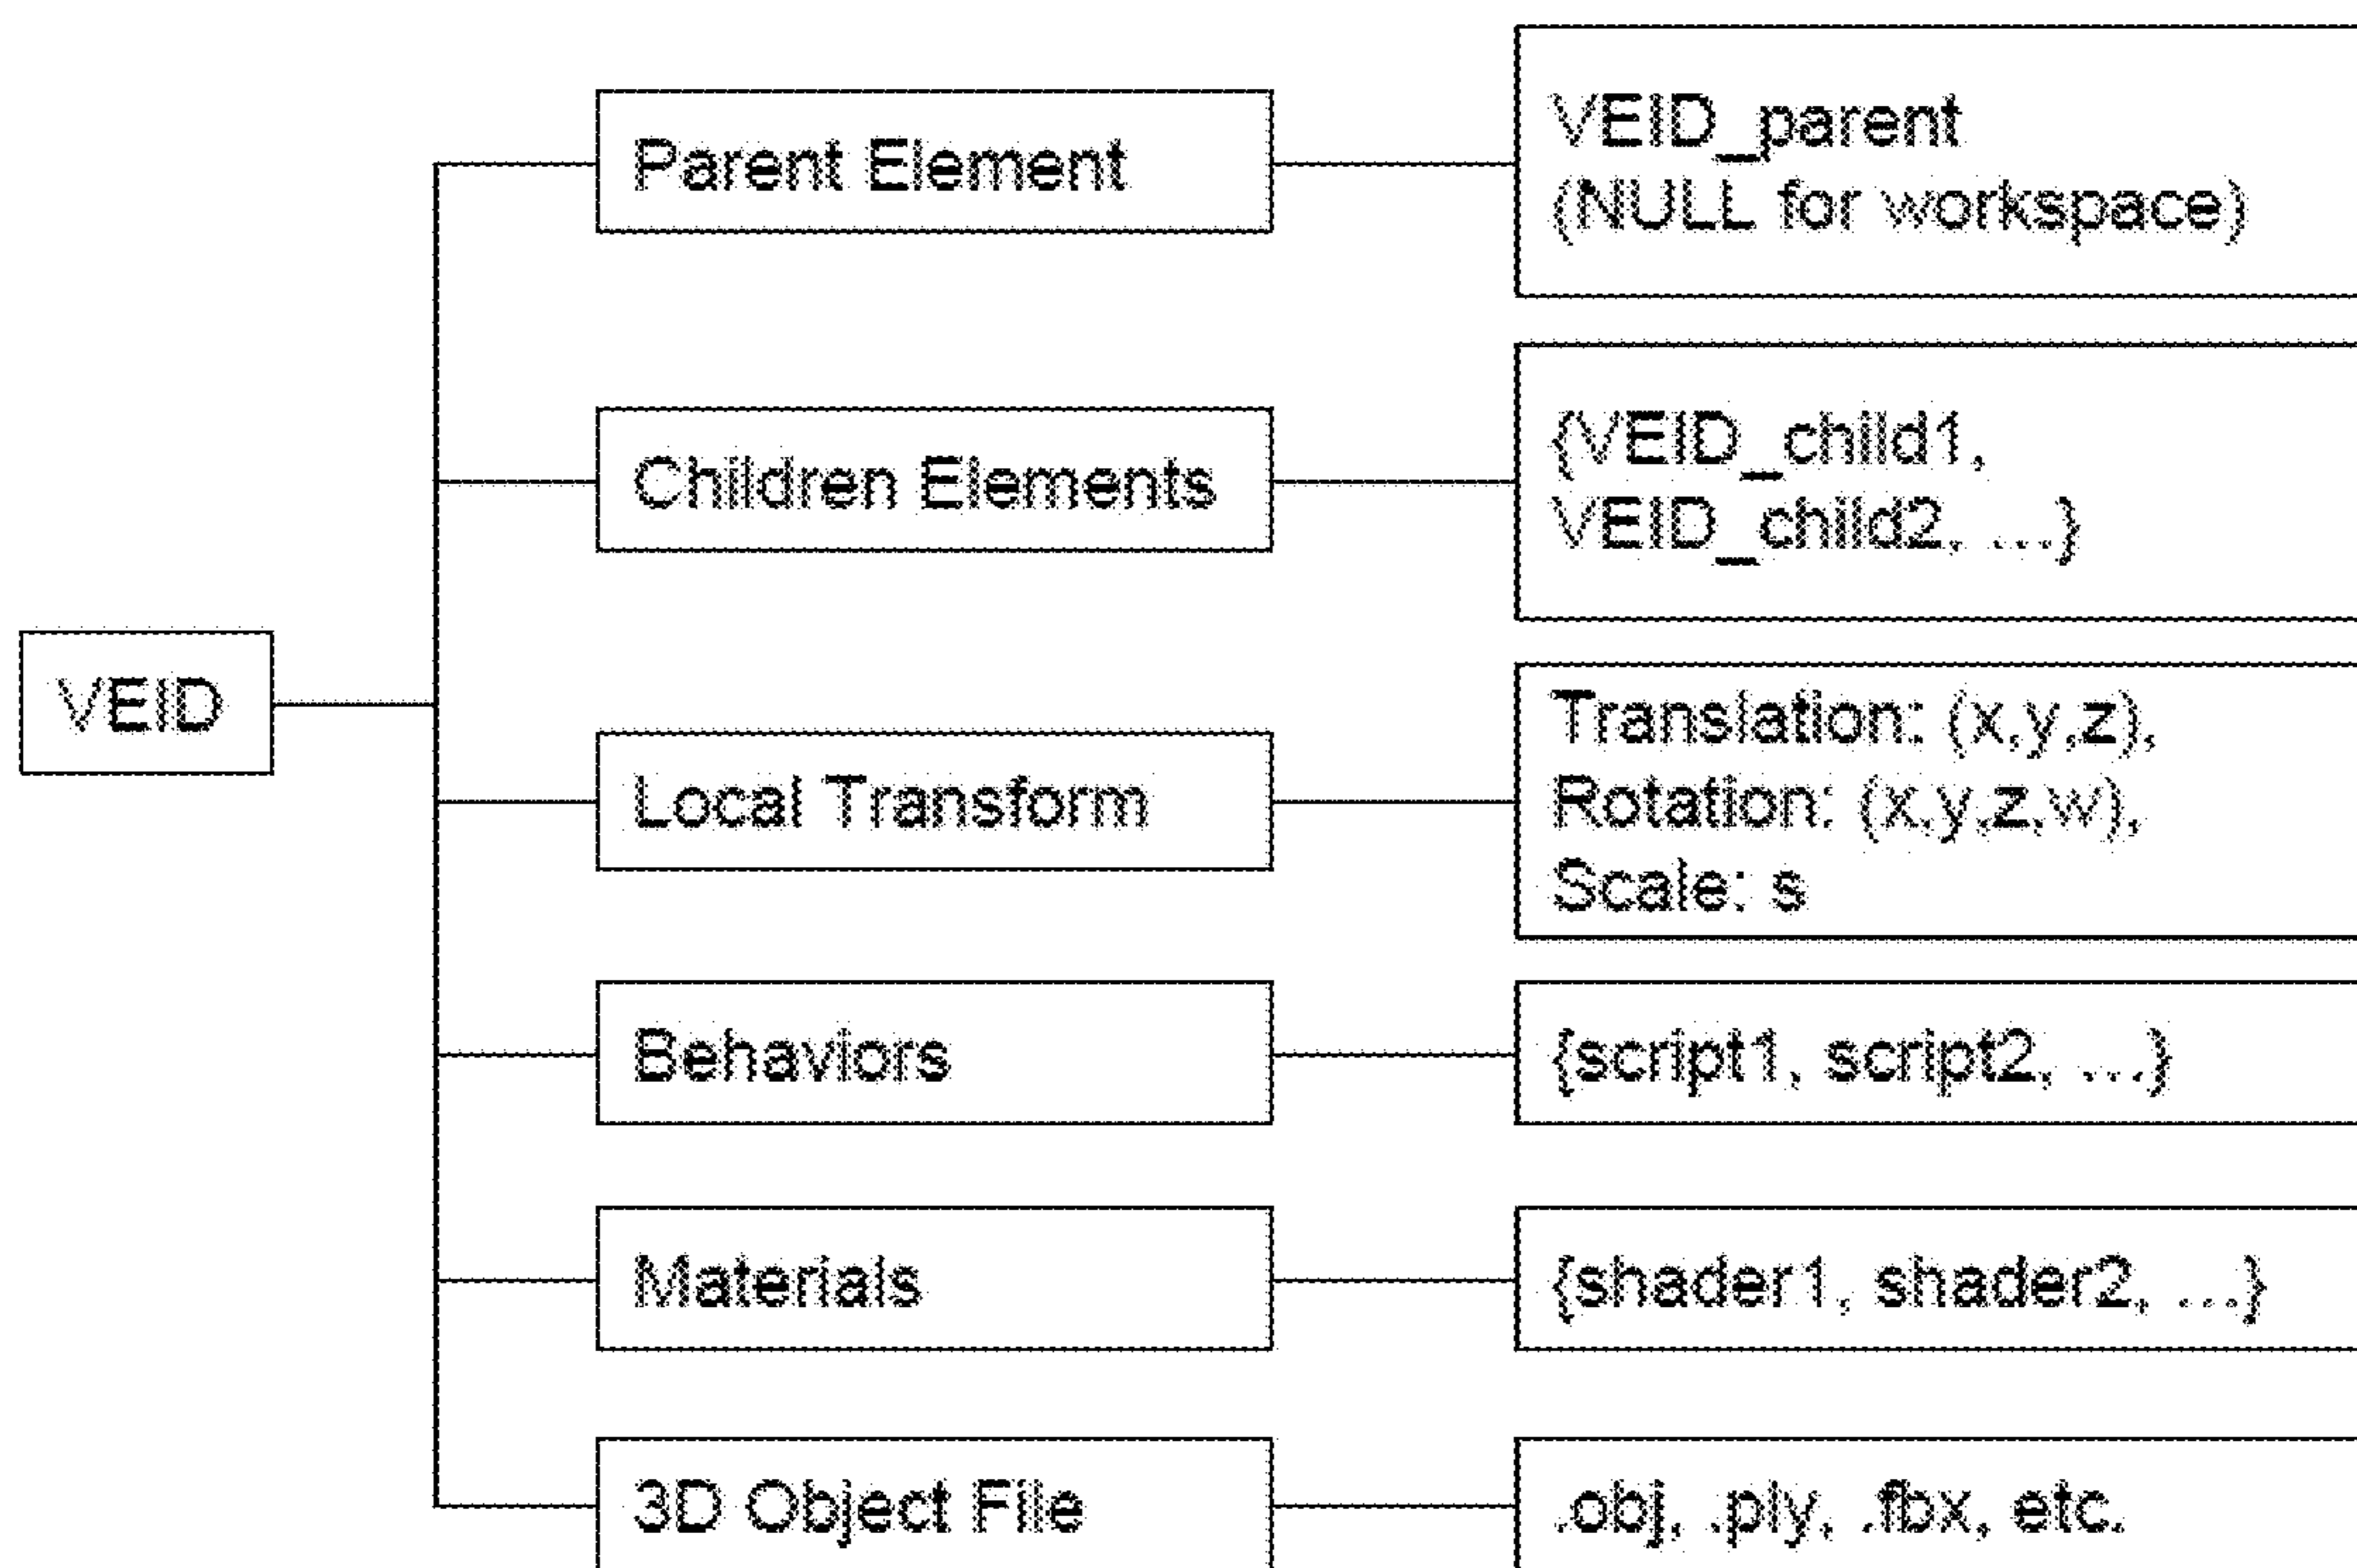 VEID
Parent Element
VEID_parent
(NULL for workspace)
Children Elements
{VEID_child1,
VEID_child2, ...}
Local Transform
Translation: (x,y,z),
Rotation: (x,y,z,w),
Scale: s
Behaviors
{script1, script2, ...}
Materials
{shader1, shader2, ...}
3D Object File
.obj, .ply, .fbx, etc.